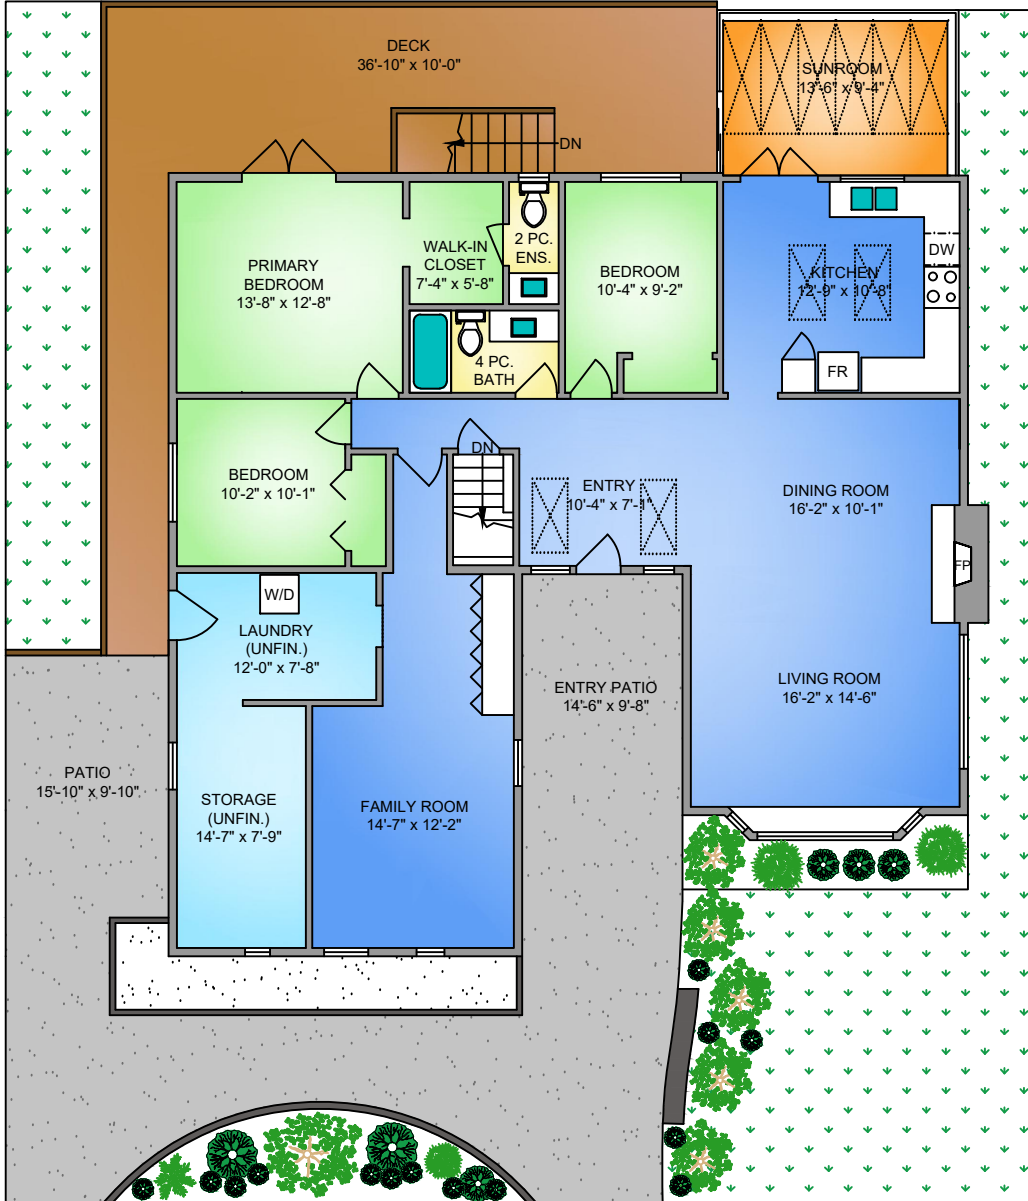 DECK
36'-10" x 10'-0"
SUNROOM
13'-6" x 9'-4"
DN
2 PC.
ENS.
WALK-IN
CLOSET
7'-4" x 5'-8"
PRIMARY
BEDROOM
13'-8" x 12'-8"
BEDROOM
10'-4" x 9'-2"
DW
KITCHEN
12'-9" x 10'-8"
4 PC.
BATH
FR
DN
BEDROOM
10'-2" x 10'-1"
ENTRY
10'-4" x 7'-1"
DINING ROOM
16'-2" x 10'-1"
FP
W/D
LAUNDRY
(UNFIN.)
12'-0" x 7'-8"
ENTRY PATIO
14'-6" x 9'-8"
LIVING ROOM
16'-2" x 14'-6"
PATIO
15'-10" x 9'-10"
STORAGE
(UNFIN.)
14'-7" x 7'-9"
FAMILY ROOM
14'-7" x 12'-2"